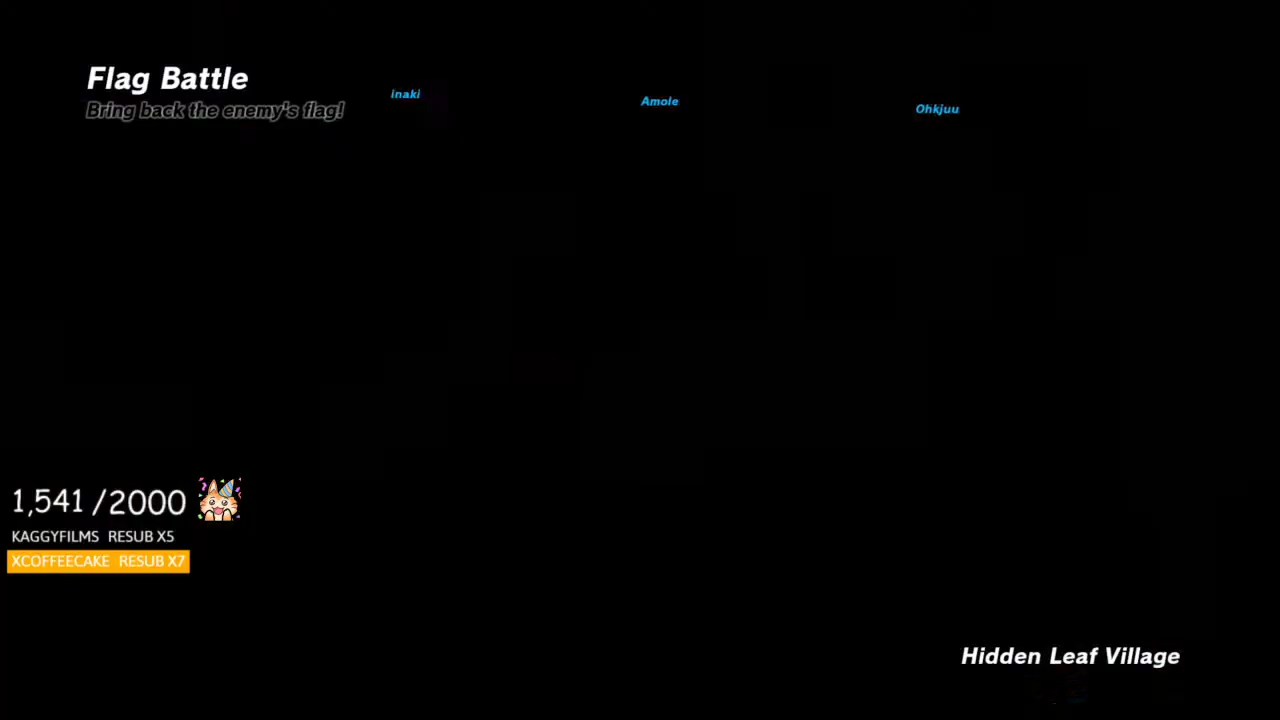 Flag Battle
Bring back the enemy's flag!
inaki
Amole
Ohkjuu
1,541 /2000
KAGGYFILMS RESUB X5
XCOFFEECAKE RESUB X7
Hidden Leaf Village